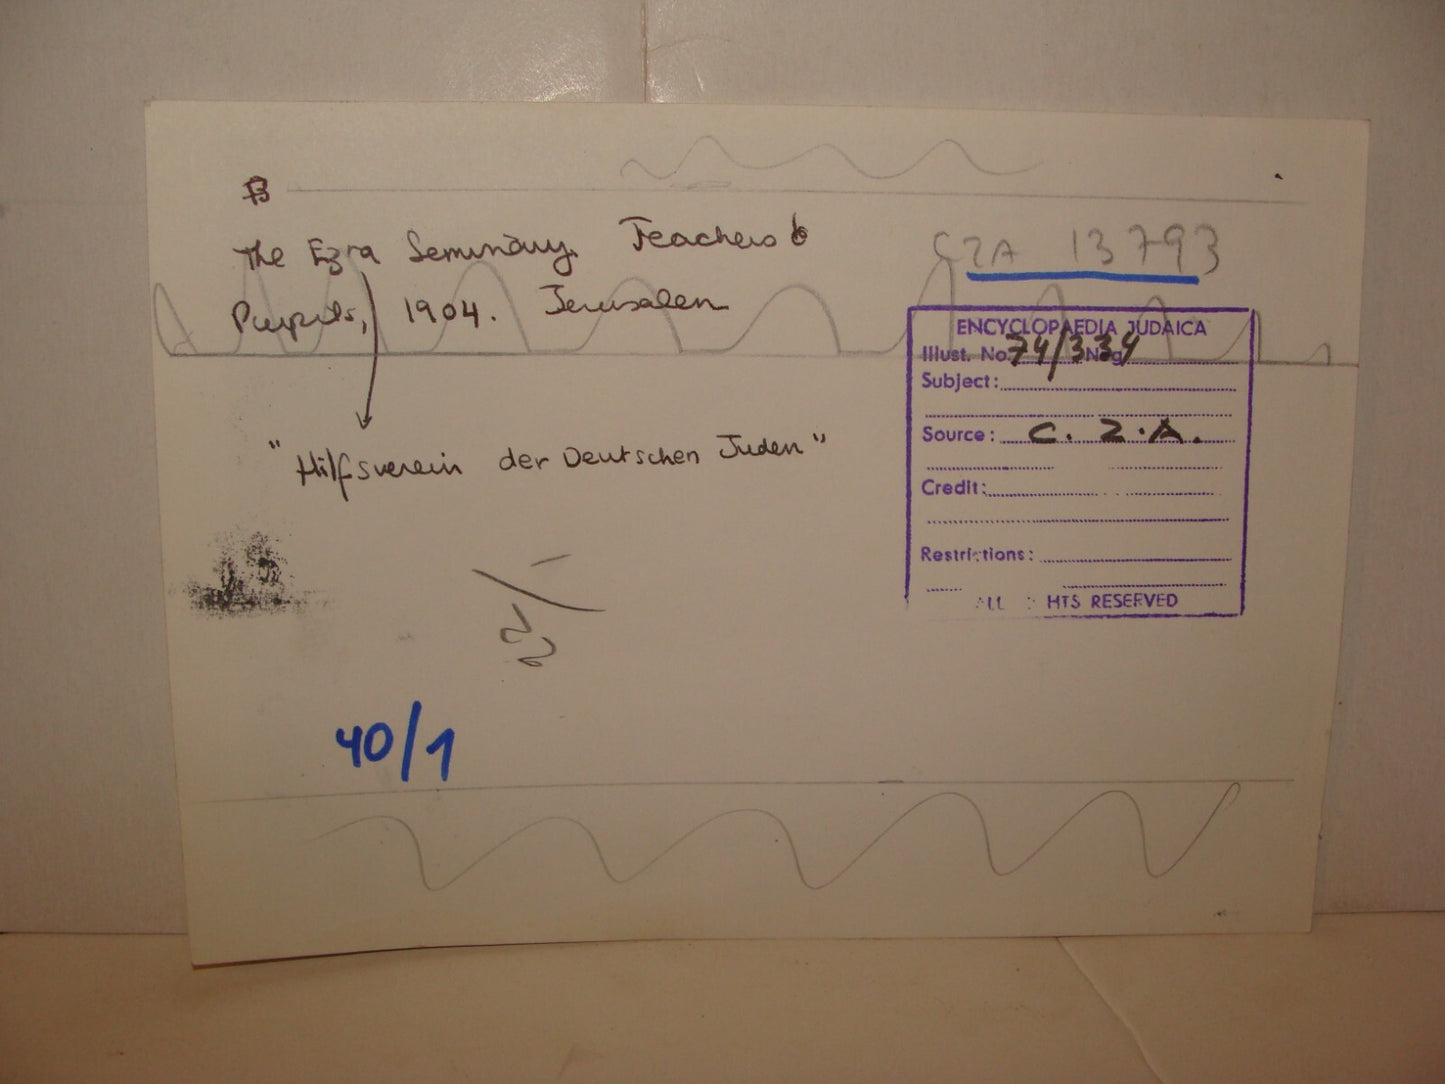 The Ezra Seminary. Teachers &
Pupils, 1904. Jerusalem
"Hilfsverein der Deutschen Juden"
40/1
CZA 13793
ENCYCLOPAEDIA JUDAICA
Illust. No. 74/334 Neg
Subject:
Source: C.Z.A.
Credit:
Restrictions:
ALL HTS RESERVED